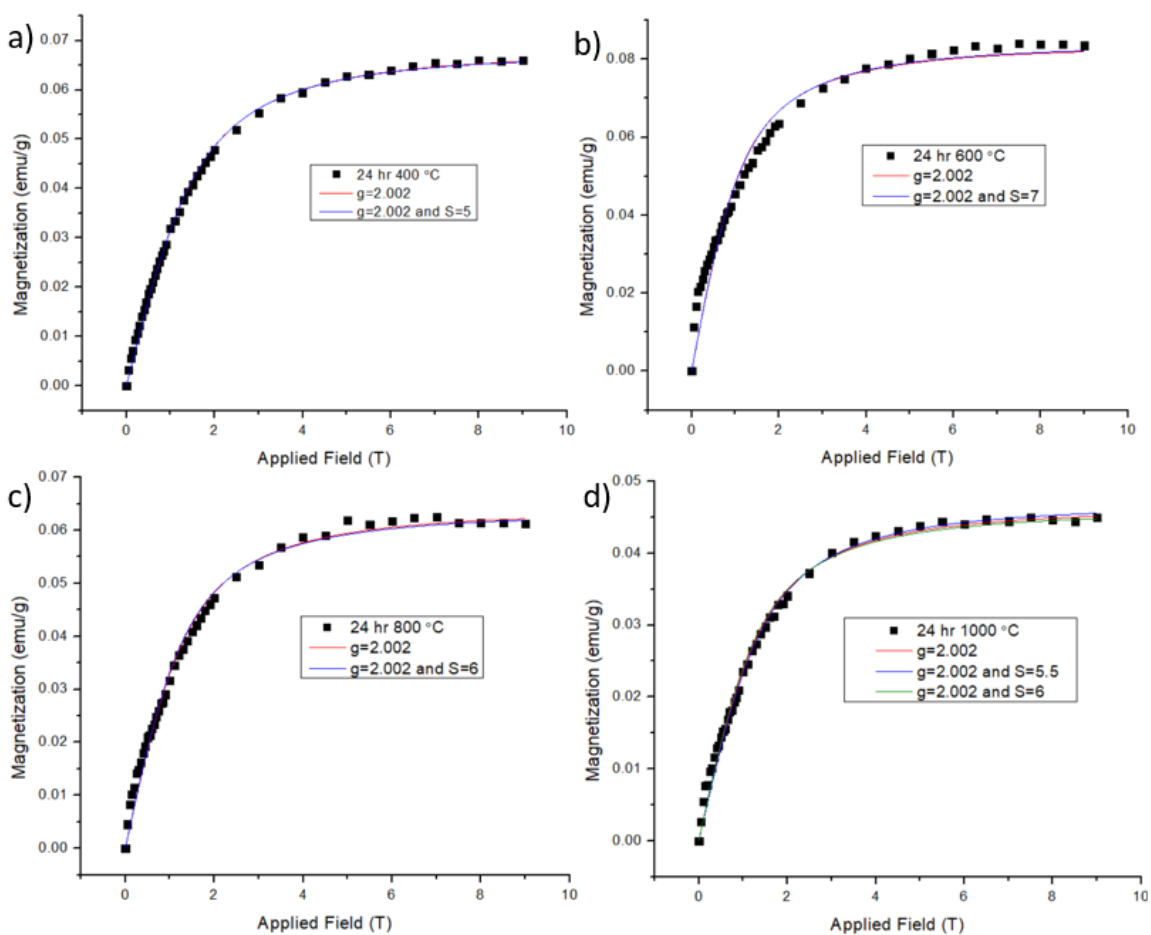 a)
0.07
0.06
0.05
0.04
0.03
0.02
0.01
0.00
Magnetization (emu/g)
24 hr 400 °C
g=2.002
g=2.002 and S=5
0 2 4 6 8 10
Applied Field (T)
b)
0.08
0.06
0.04
0.02
0.00
Magnetization (emu/g)
24 hr 600 °C
g=2.002
g=2.002 and S=7
0 2 4 6 8 10
Applied Field (T)
c)
0.07
0.06
0.05
0.04
0.03
0.02
0.01
0.00
Magnetization (emu/g)
24 hr 800 °C
g=2.002
g=2.002 and S=6
0 2 4 6 8 10
Applied Field (T)
d)
0.05
0.04
0.03
0.02
0.01
0.00
Magnetization (emu/g)
24 hr 1000 °C
g=2.002
g=2.002 and S=5.5
g=2.002 and S=6
0 2 4 6 8 10
Applied Field (T)